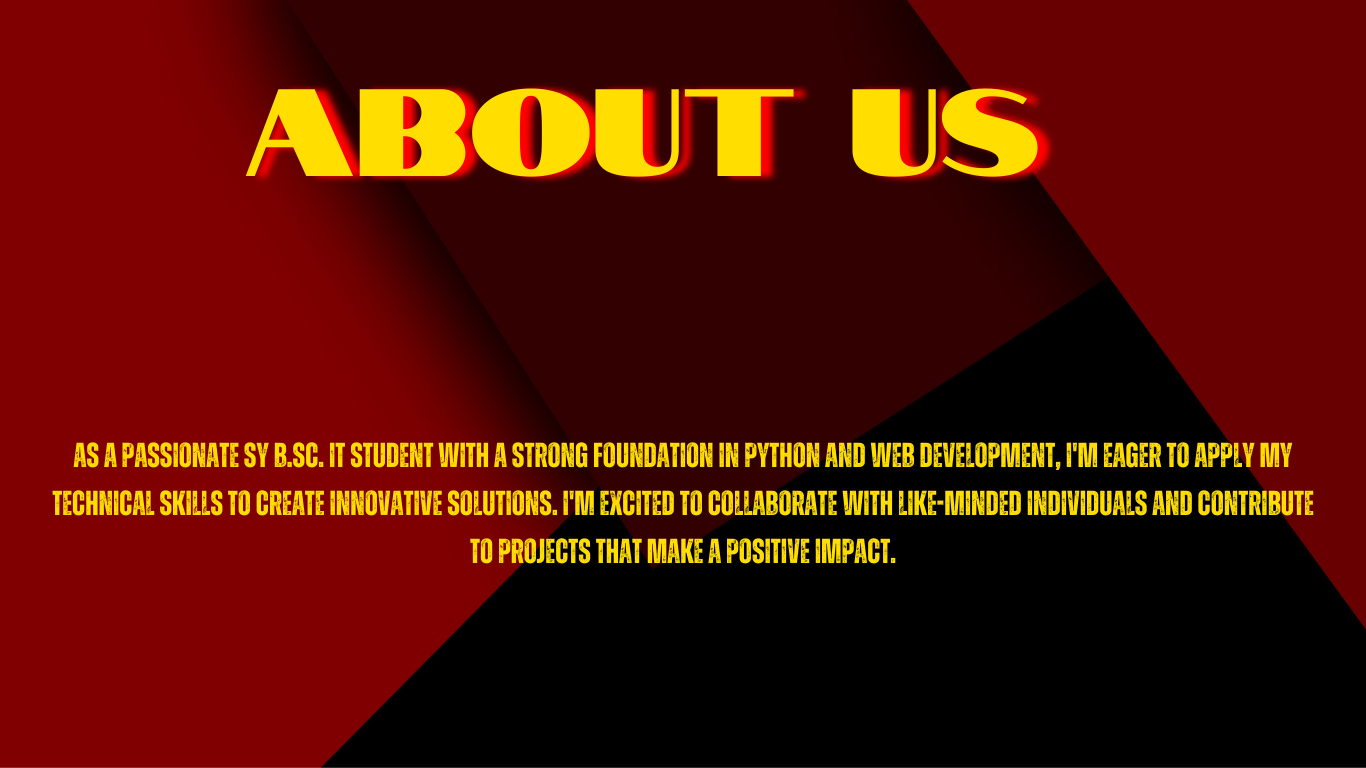 ABOUT US
AS A PASSIONATE SY B.SC. IT STUDENT WITH A STRONG FOUNDATION IN PYTHON AND WEB DEVELOPMENT, I'M EAGER TO APPLY MY
TECHNICAL SKILLS TO CREATE INNOVATIVE SOLUTIONS. I'M EXCITED TO COLLABORATE WITH LIKE-MINDED INDIVIDUALS AND CONTRIBUTE
TO PROJECTS THAT MAKE A POSITIVE IMPACT.